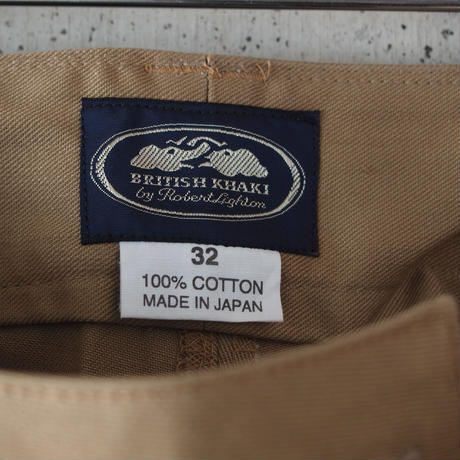 BRITISH KHAKI
by Robert Lighton
32
100% COTTON
MADE IN JAPAN